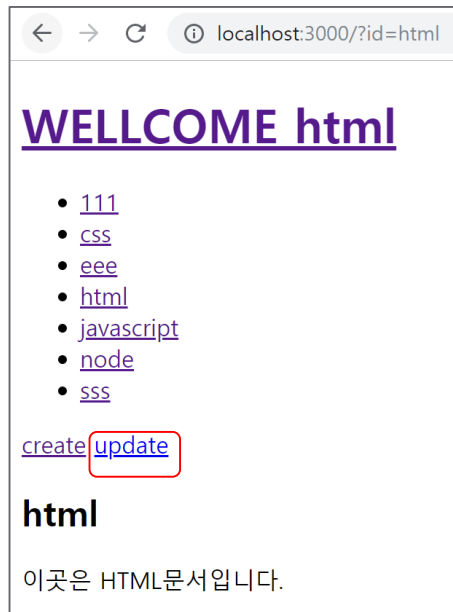 localhost:3000/?id=html
WELLCOME html
111
css
eee
html
javascript
node
sss
create update
html
이곳은 HTML문서입니다.